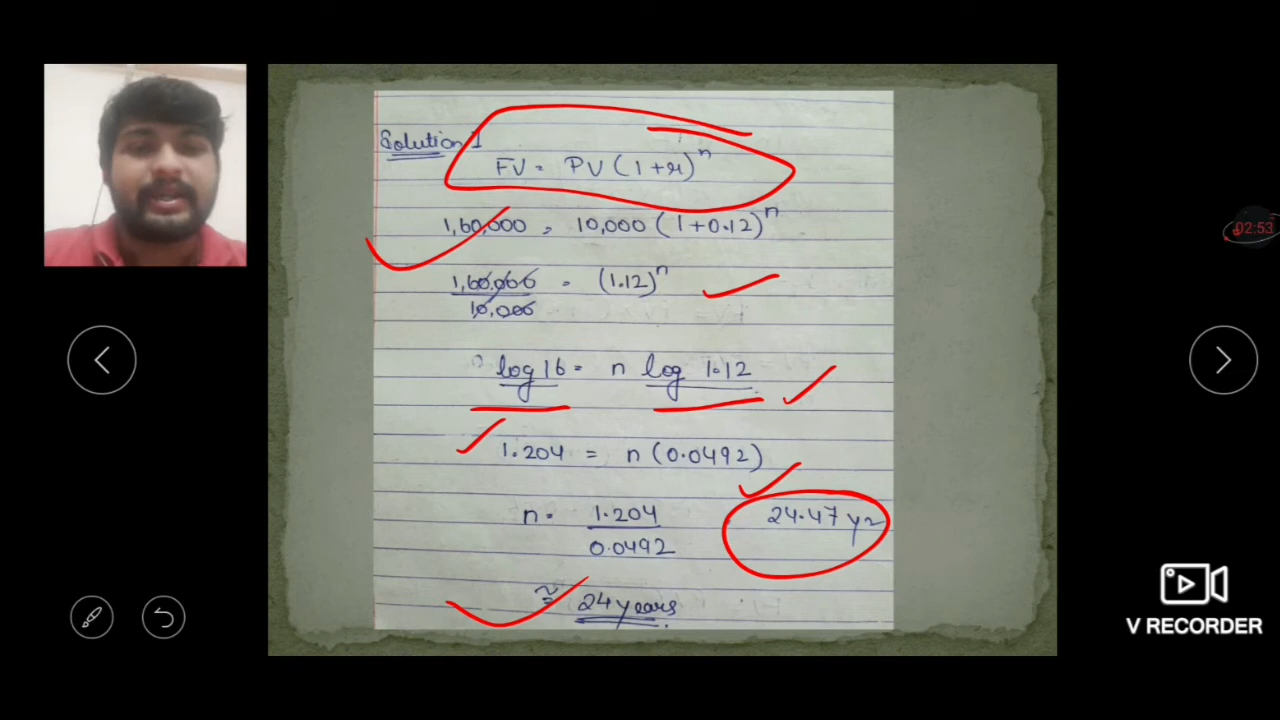 Solution 1
FV = PV (1+r)^n
1,60,000 = 10,000 (1+0.12)^n
1,60,000 / 10,000 = (1.12)^n
log 16 = n log 1.12
1.204 = n (0.0492)
n = 1.204 / 0.0492
24.47 yr
≅ 24 years
02:53
V RECORDER